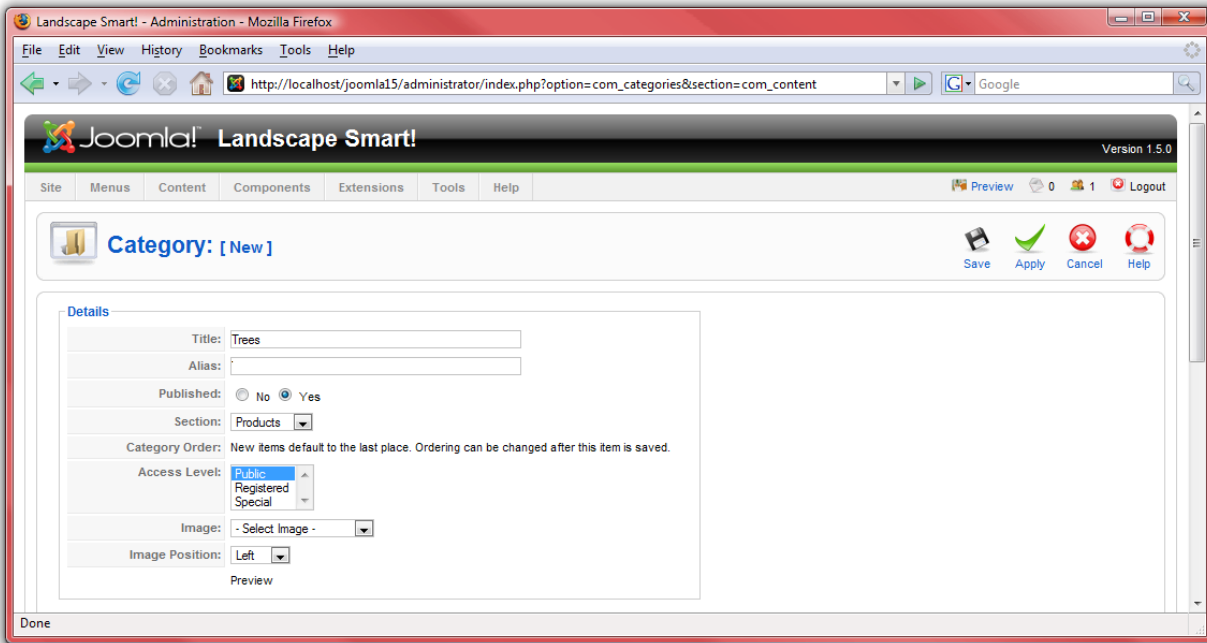 Landscape Smart! - Administration - Mozilla Firefox
File Edit View History Bookmarks Tools Help
http://localhost/joomla15/administrator/index.php?option=com_categories&section=com_content
G Google
Joomla! Landscape Smart!
Version 1.5.0
Site Menus Content Components Extensions Tools Help Preview 0 1 Logout
Category: [ New ]
Save Apply Cancel Help
Details
Title: Trees
Alias:
Published: No Yes
Section: Products
Category Order: New items default to the last place. Ordering can be changed after this item is saved.
Access Level: Public
Registered
Special
Image: - Select Image -
Image Position: Left
Preview
Done